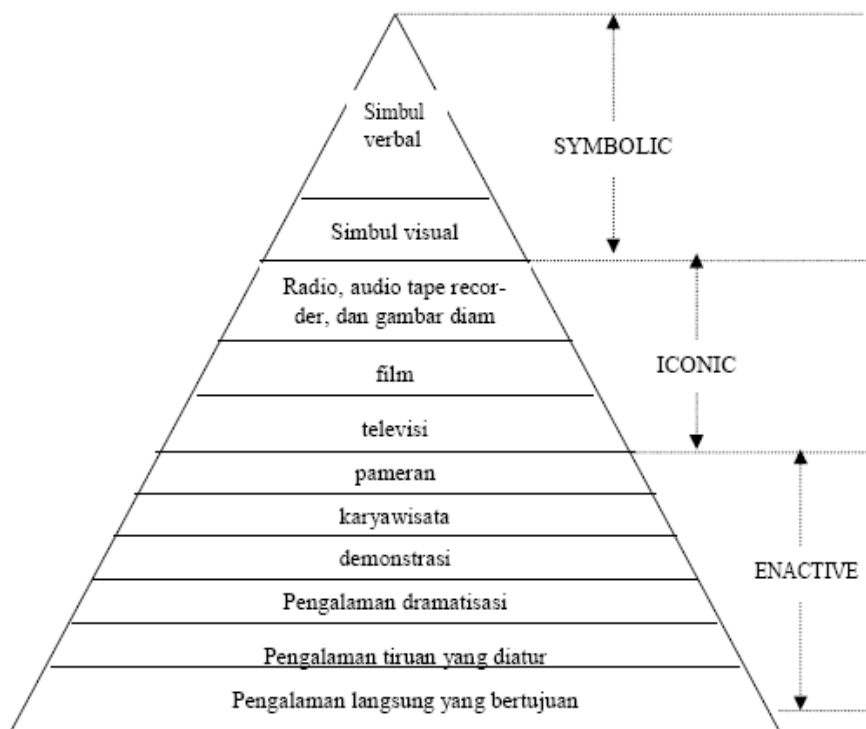 Simbul
verbal
SYMBOLIC
Simbul visual
Radio, audio tape recor-
der, dan gambar diam
ICONIC
film
televisi
pameran
karyawisata
demonstrasi
ENACTIVE
Pengalaman dramatisasi
Pengalaman tiruan yang diatur
Pengalaman langsung yang bertujuan